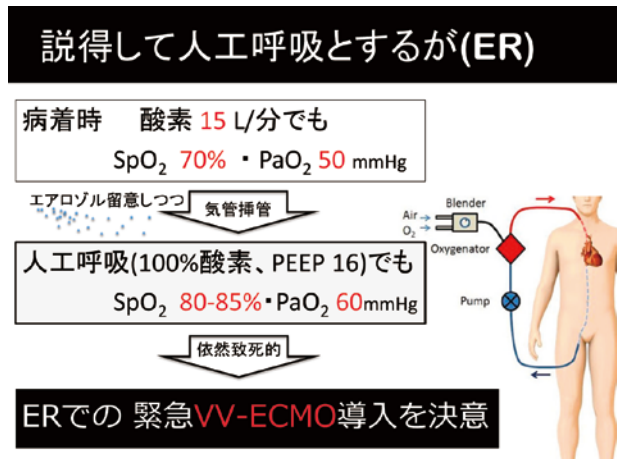 説得して人工呼吸とするが(ER)
病着時 酸素 15 L/分でも
SpO₂ 70% ・PaO₂ 50 mmHg
エアロゾル留意しつつ
気管挿管
人工呼吸(100%酸素、PEEP 16)でも
SpO₂ 80-85%・PaO₂ 60mmHg
依然致死的
ERでの 緊急VV-ECMO導入を決意
Blender
Air
O₂
Oxygenator
Pump